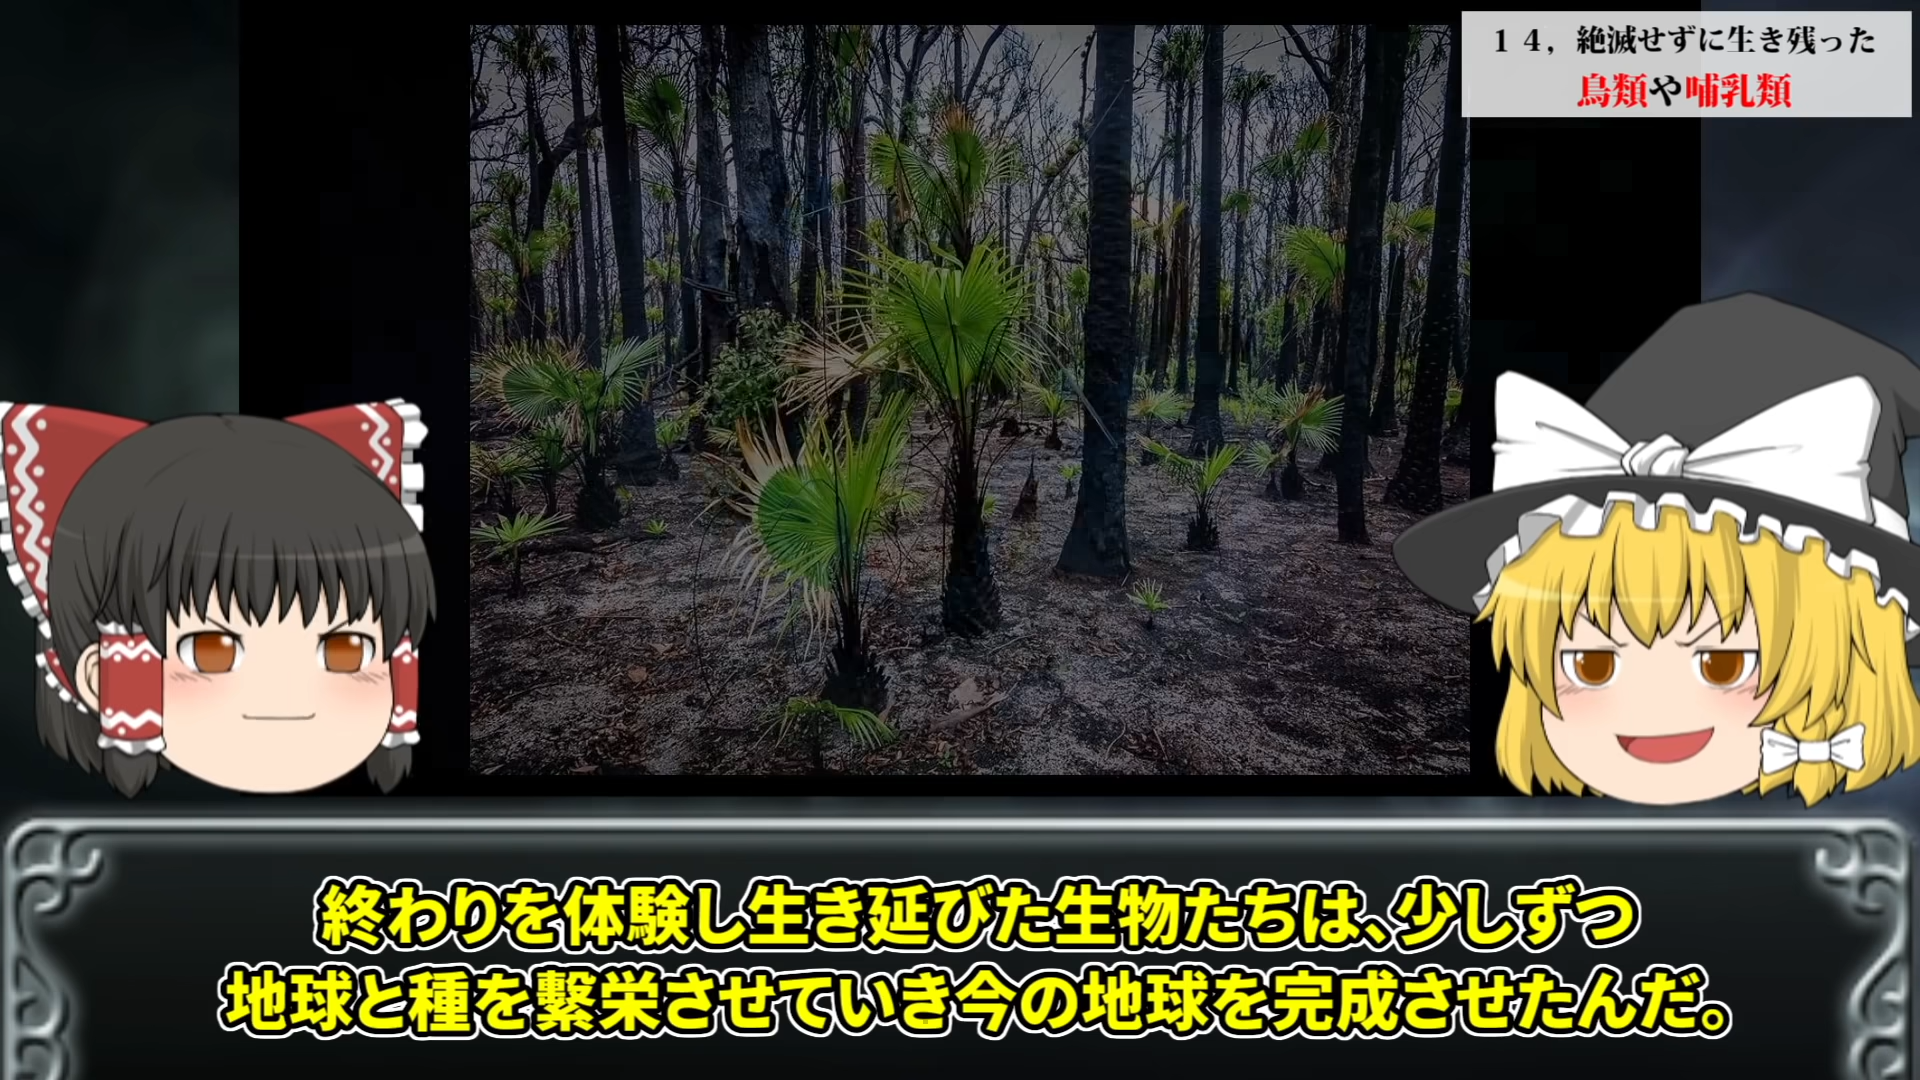 １４，絶滅せずに生き残った
鳥類や哺乳類
終わりを体験し生き延びた生物たちは、少しずつ
地球と種を繫栄させていき今の地球を完成させたんだ。